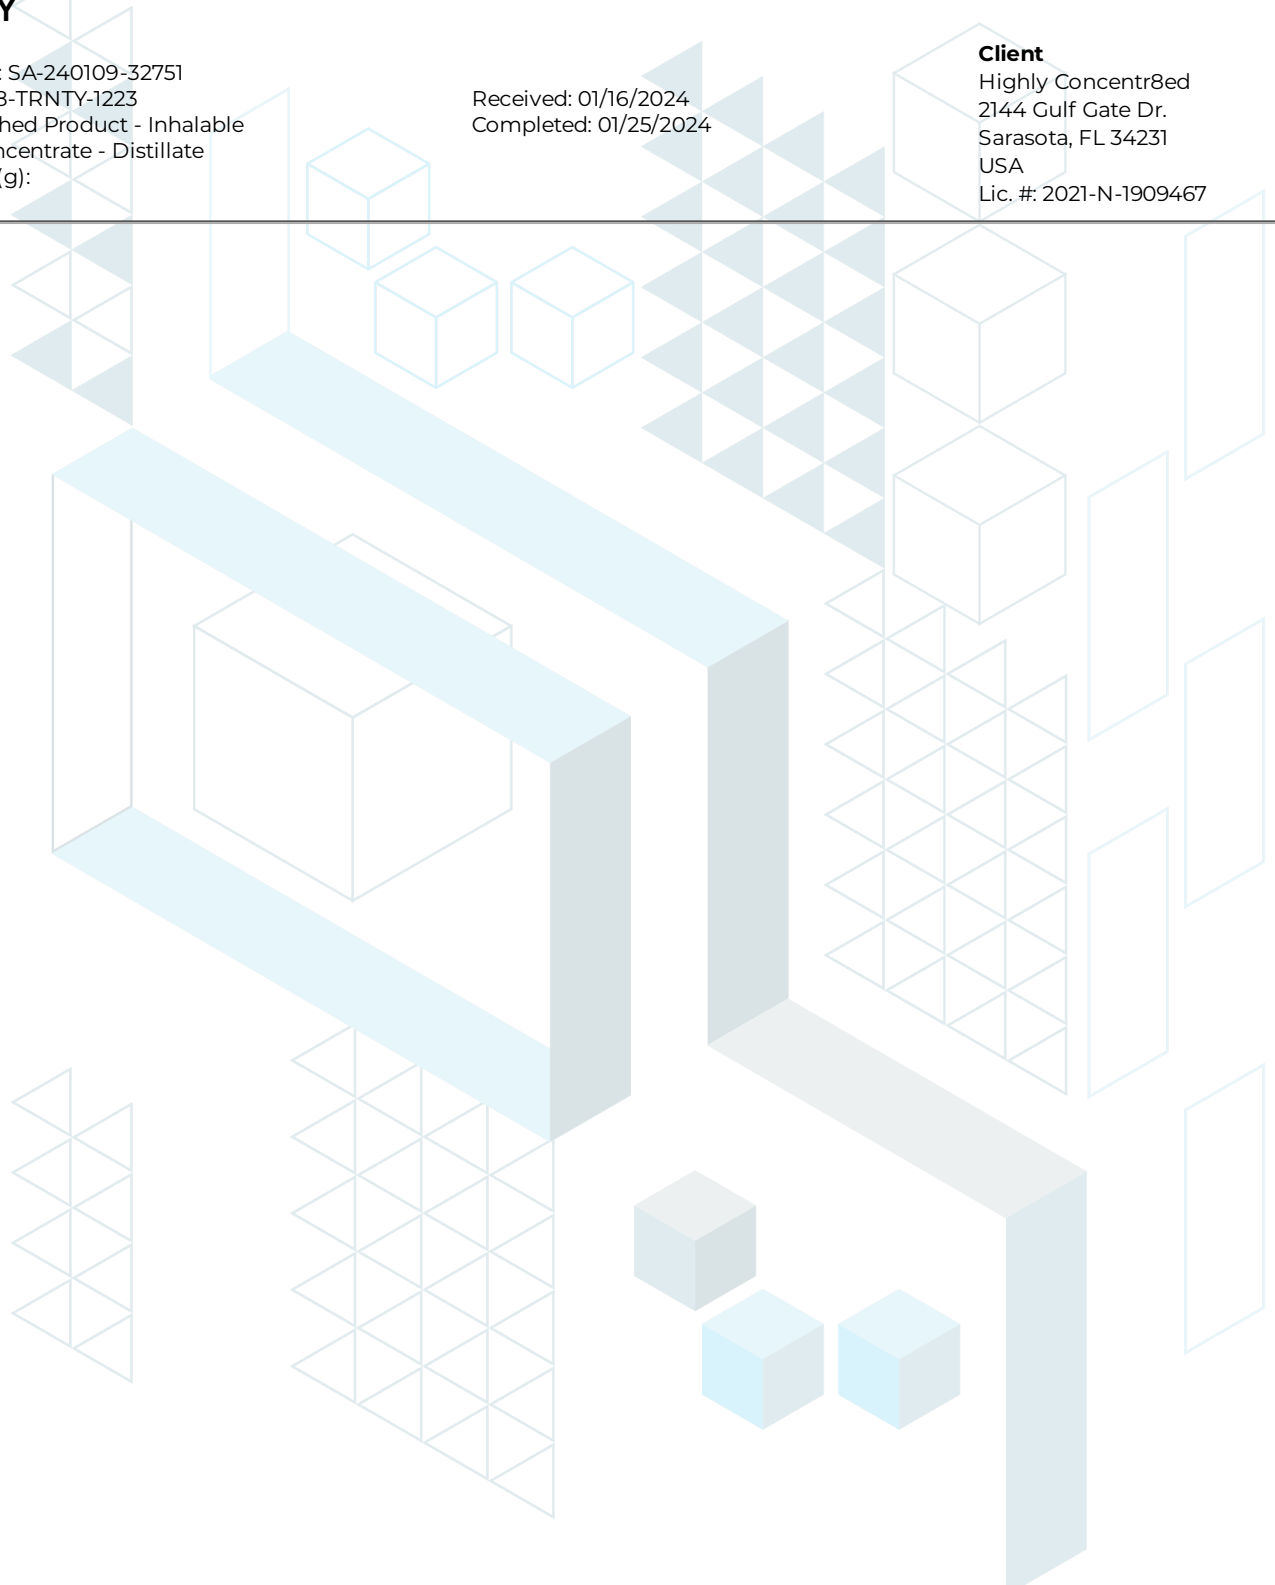 Y
: SA-240109-32751
3-TRNTY-1223
hed Product - Inhalable
ncentrate - Distillate
(g):
Received: 01/16/2024
Completed: 01/25/2024
Client
Highly Concentr8ed
2144 Gulf Gate Dr.
Sarasota, FL 34231
USA
Lic. #: 2021-N-1909467